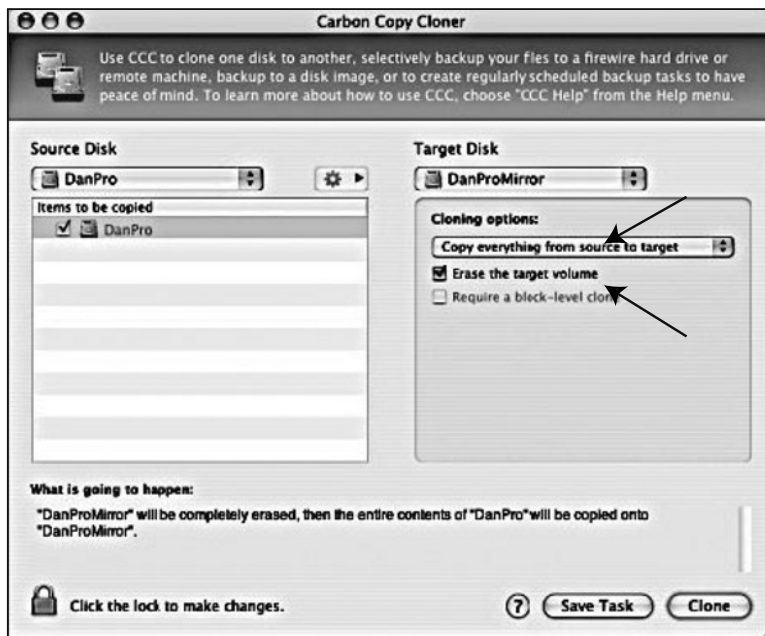 Carbon Copy Cloner
Use CCC to clone one disk to another, selectively backup your fles to a firewire hard drive or
remote machine, backup to a disk image, or to create regularly scheduled backup tasks to have
peace of mind. To learn more about how to use CCC, choose "CCC Help" from the Help menu.
Source Disk
DanPro
Items to be copied
DanPro
Target Disk
DanProMirror
Cloning options:
Copy everything from source to target
Erase the target volume
Require a block-level clone
What is going to happen:
"DanProMirror" will be completely erased, then the entire contents of "DanPro" will be copied onto
"DanProMirror".
Click the lock to make changes.
?
Save Task
Clone